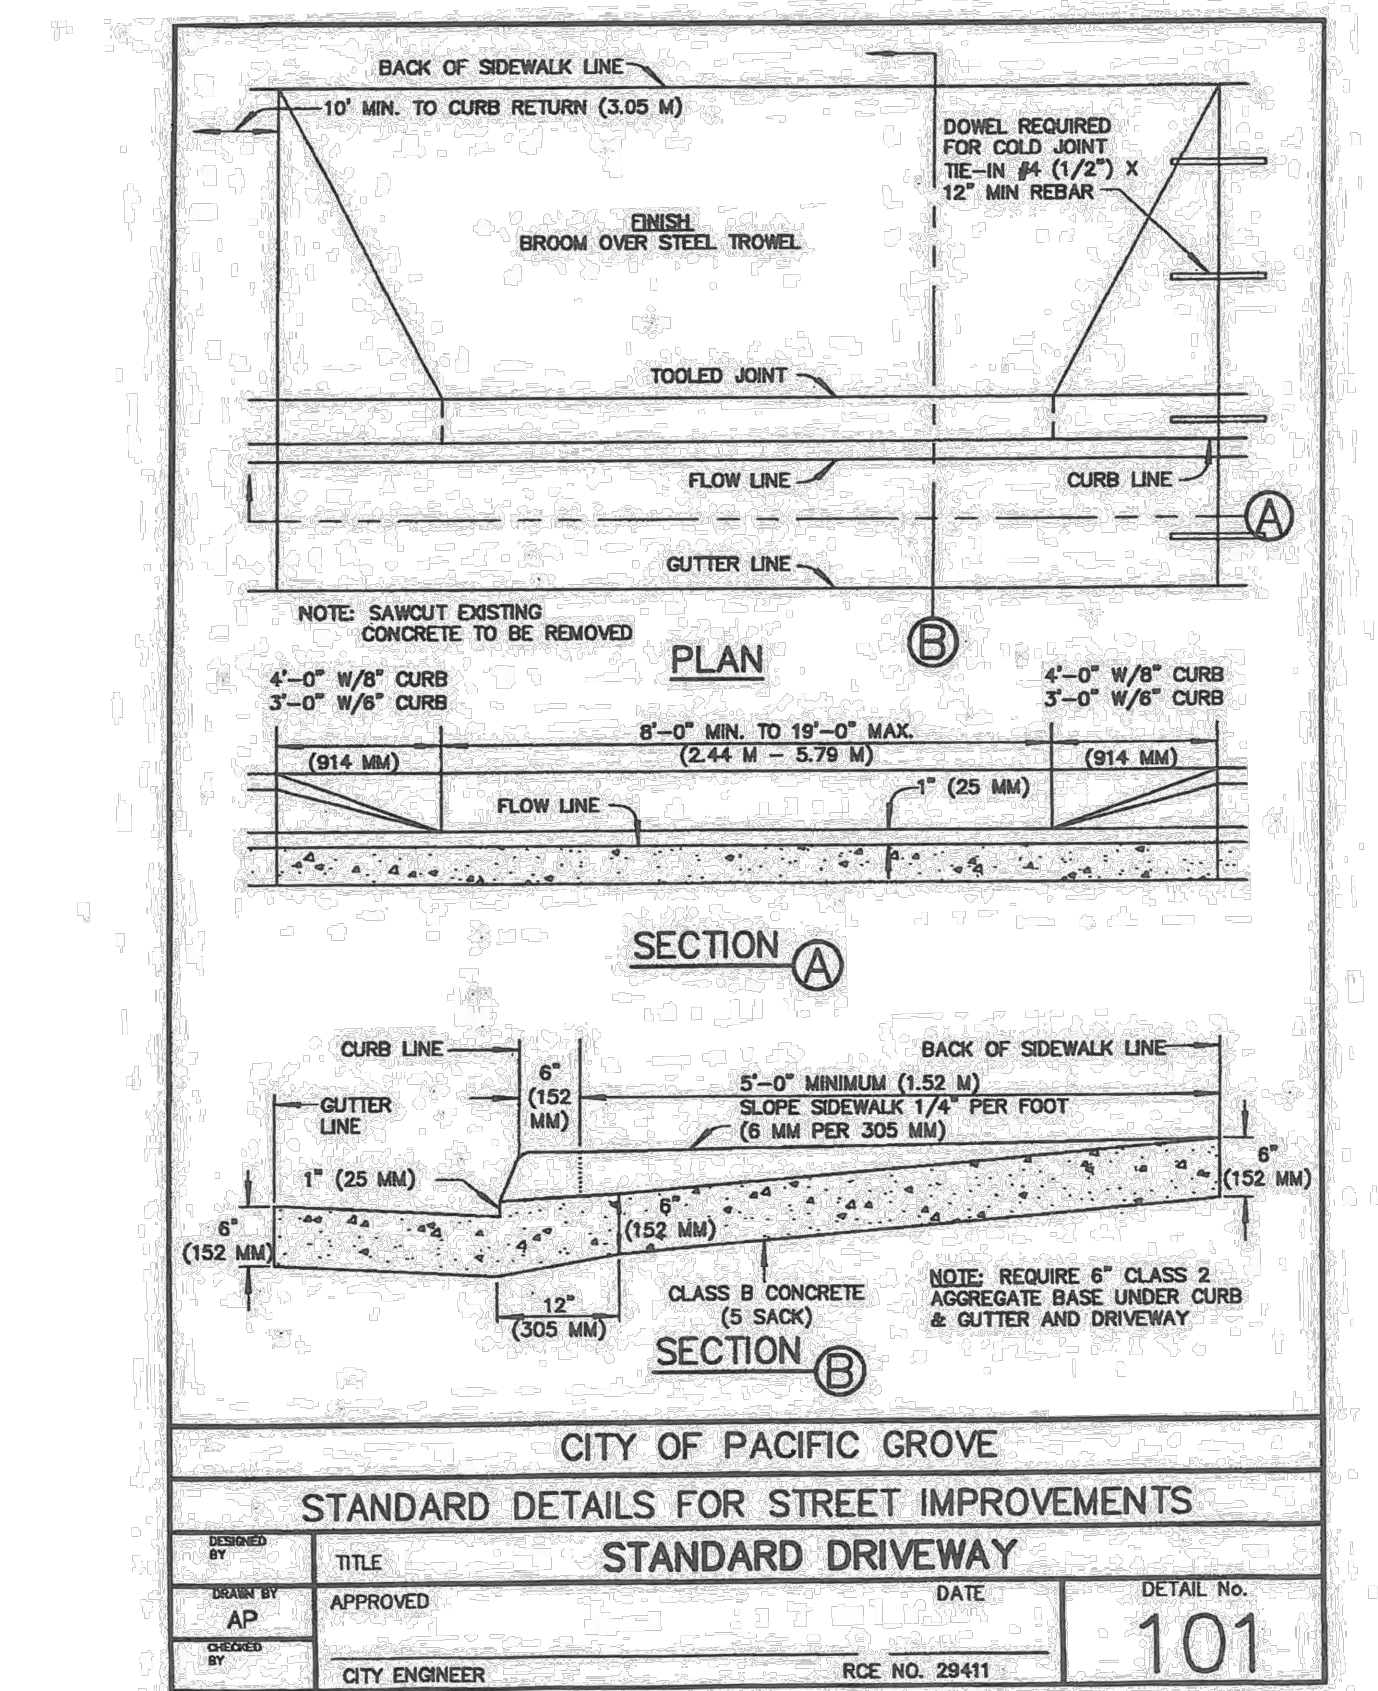 BACK OF SIDEWALK LINE
10' MIN. TO CURB RETURN (3.05 M)
DOWEL REQUIRED
FOR COLD JOINT
TIE-IN #4 (1/2") X
12" MIN REBAR
FINISH
BROOM OVER STEEL TROWEL
TOOLED JOINT
FLOW LINE
CURB LINE
A
GUTTER LINE
NOTE: SAWCUT EXISTING
CONCRETE TO BE REMOVED
B
PLAN
4'-0" W/8" CURB
3'-0" W/6" CURB
4'-0" W/8" CURB
3'-0" W/6" CURB
8'-0" MIN. TO 19'-0" MAX.
(2.44 M - 5.79 M)
(914 MM)
(914 MM)
FLOW LINE
1" (25 MM)
SECTION A
CURB LINE
BACK OF SIDEWALK LINE
6"
(152
MM)
5'-0" MINIMUM (1.52 M)
SLOPE SIDEWALK 1/4" PER FOOT
(6 MM PER 305 MM)
GUTTER
LINE
1" (25 MM)
6"
(152 MM)
6"
(152 MM)
6"
(152 MM)
12"
(305 MM)
CLASS B CONCRETE
(5 SACK)
NOTE: REQUIRE 6" CLASS 2
AGGREGATE BASE UNDER CURB
& GUTTER AND DRIVEWAY
SECTION B
CITY OF PACIFIC GROVE
STANDARD DETAILS FOR STREET IMPROVEMENTS
DESIGNED
BY
TITLE
STANDARD DRIVEWAY
DRAWN BY
AP
APPROVED
DATE
DETAIL No.
101
CHECKED
BY
CITY ENGINEER
RCE NO. 29411